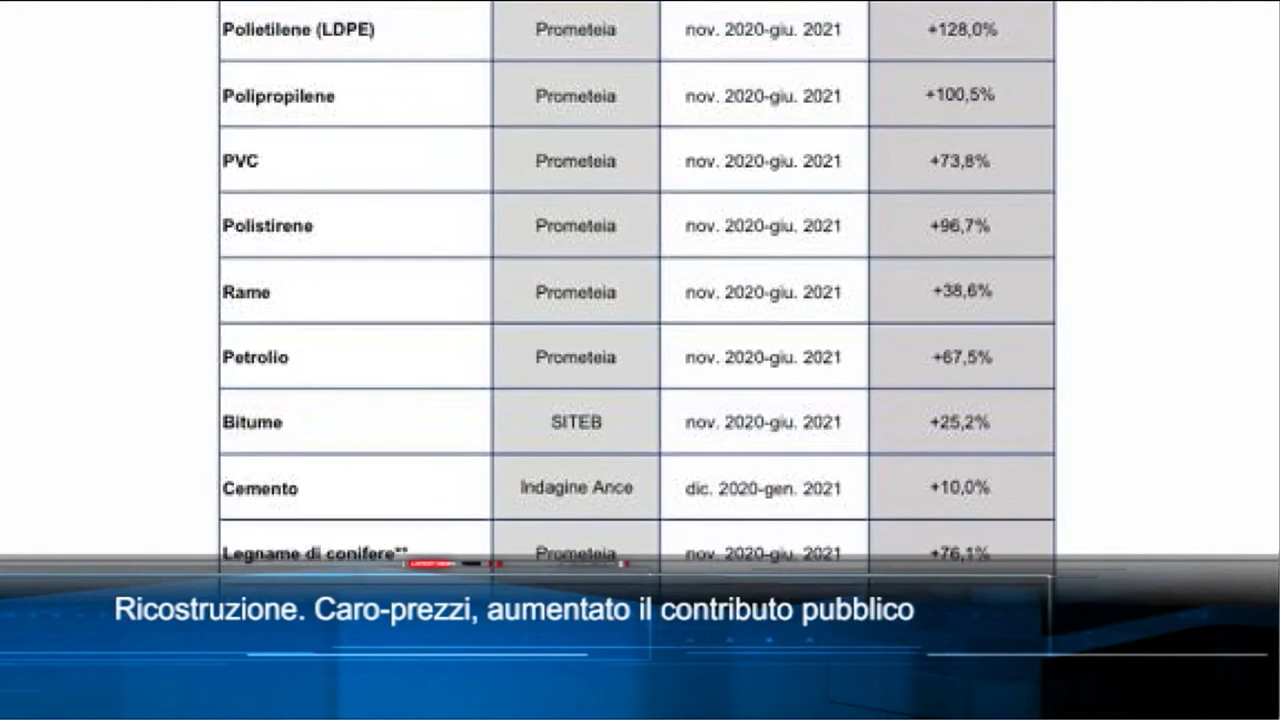 Polietilene (LDPE) Prometeia nov. 2020-giu. 2021 +128,0%
Polipropilene Prometeia nov. 2020-giu. 2021 +100,5%
PVC Prometeia nov. 2020-giu. 2021 +73,8%
Polistirene Prometeia nov. 2020-giu. 2021 +96,7%
Rame Prometeia nov. 2020-giu. 2021 +38,6%
Petrolio Prometeia nov. 2020-giu. 2021 +67,5%
Bitume SITEB nov. 2020-giu. 2021 +25,2%
Cemento Indagine Ance dic. 2020-gen. 2021 +10,0%
Legname di conifere** Prometeia nov. 2020-giu. 2021 +76,1%
LATEST NEWS
Ricostruzione. Caro-prezzi, aumentato il contributo pubblico